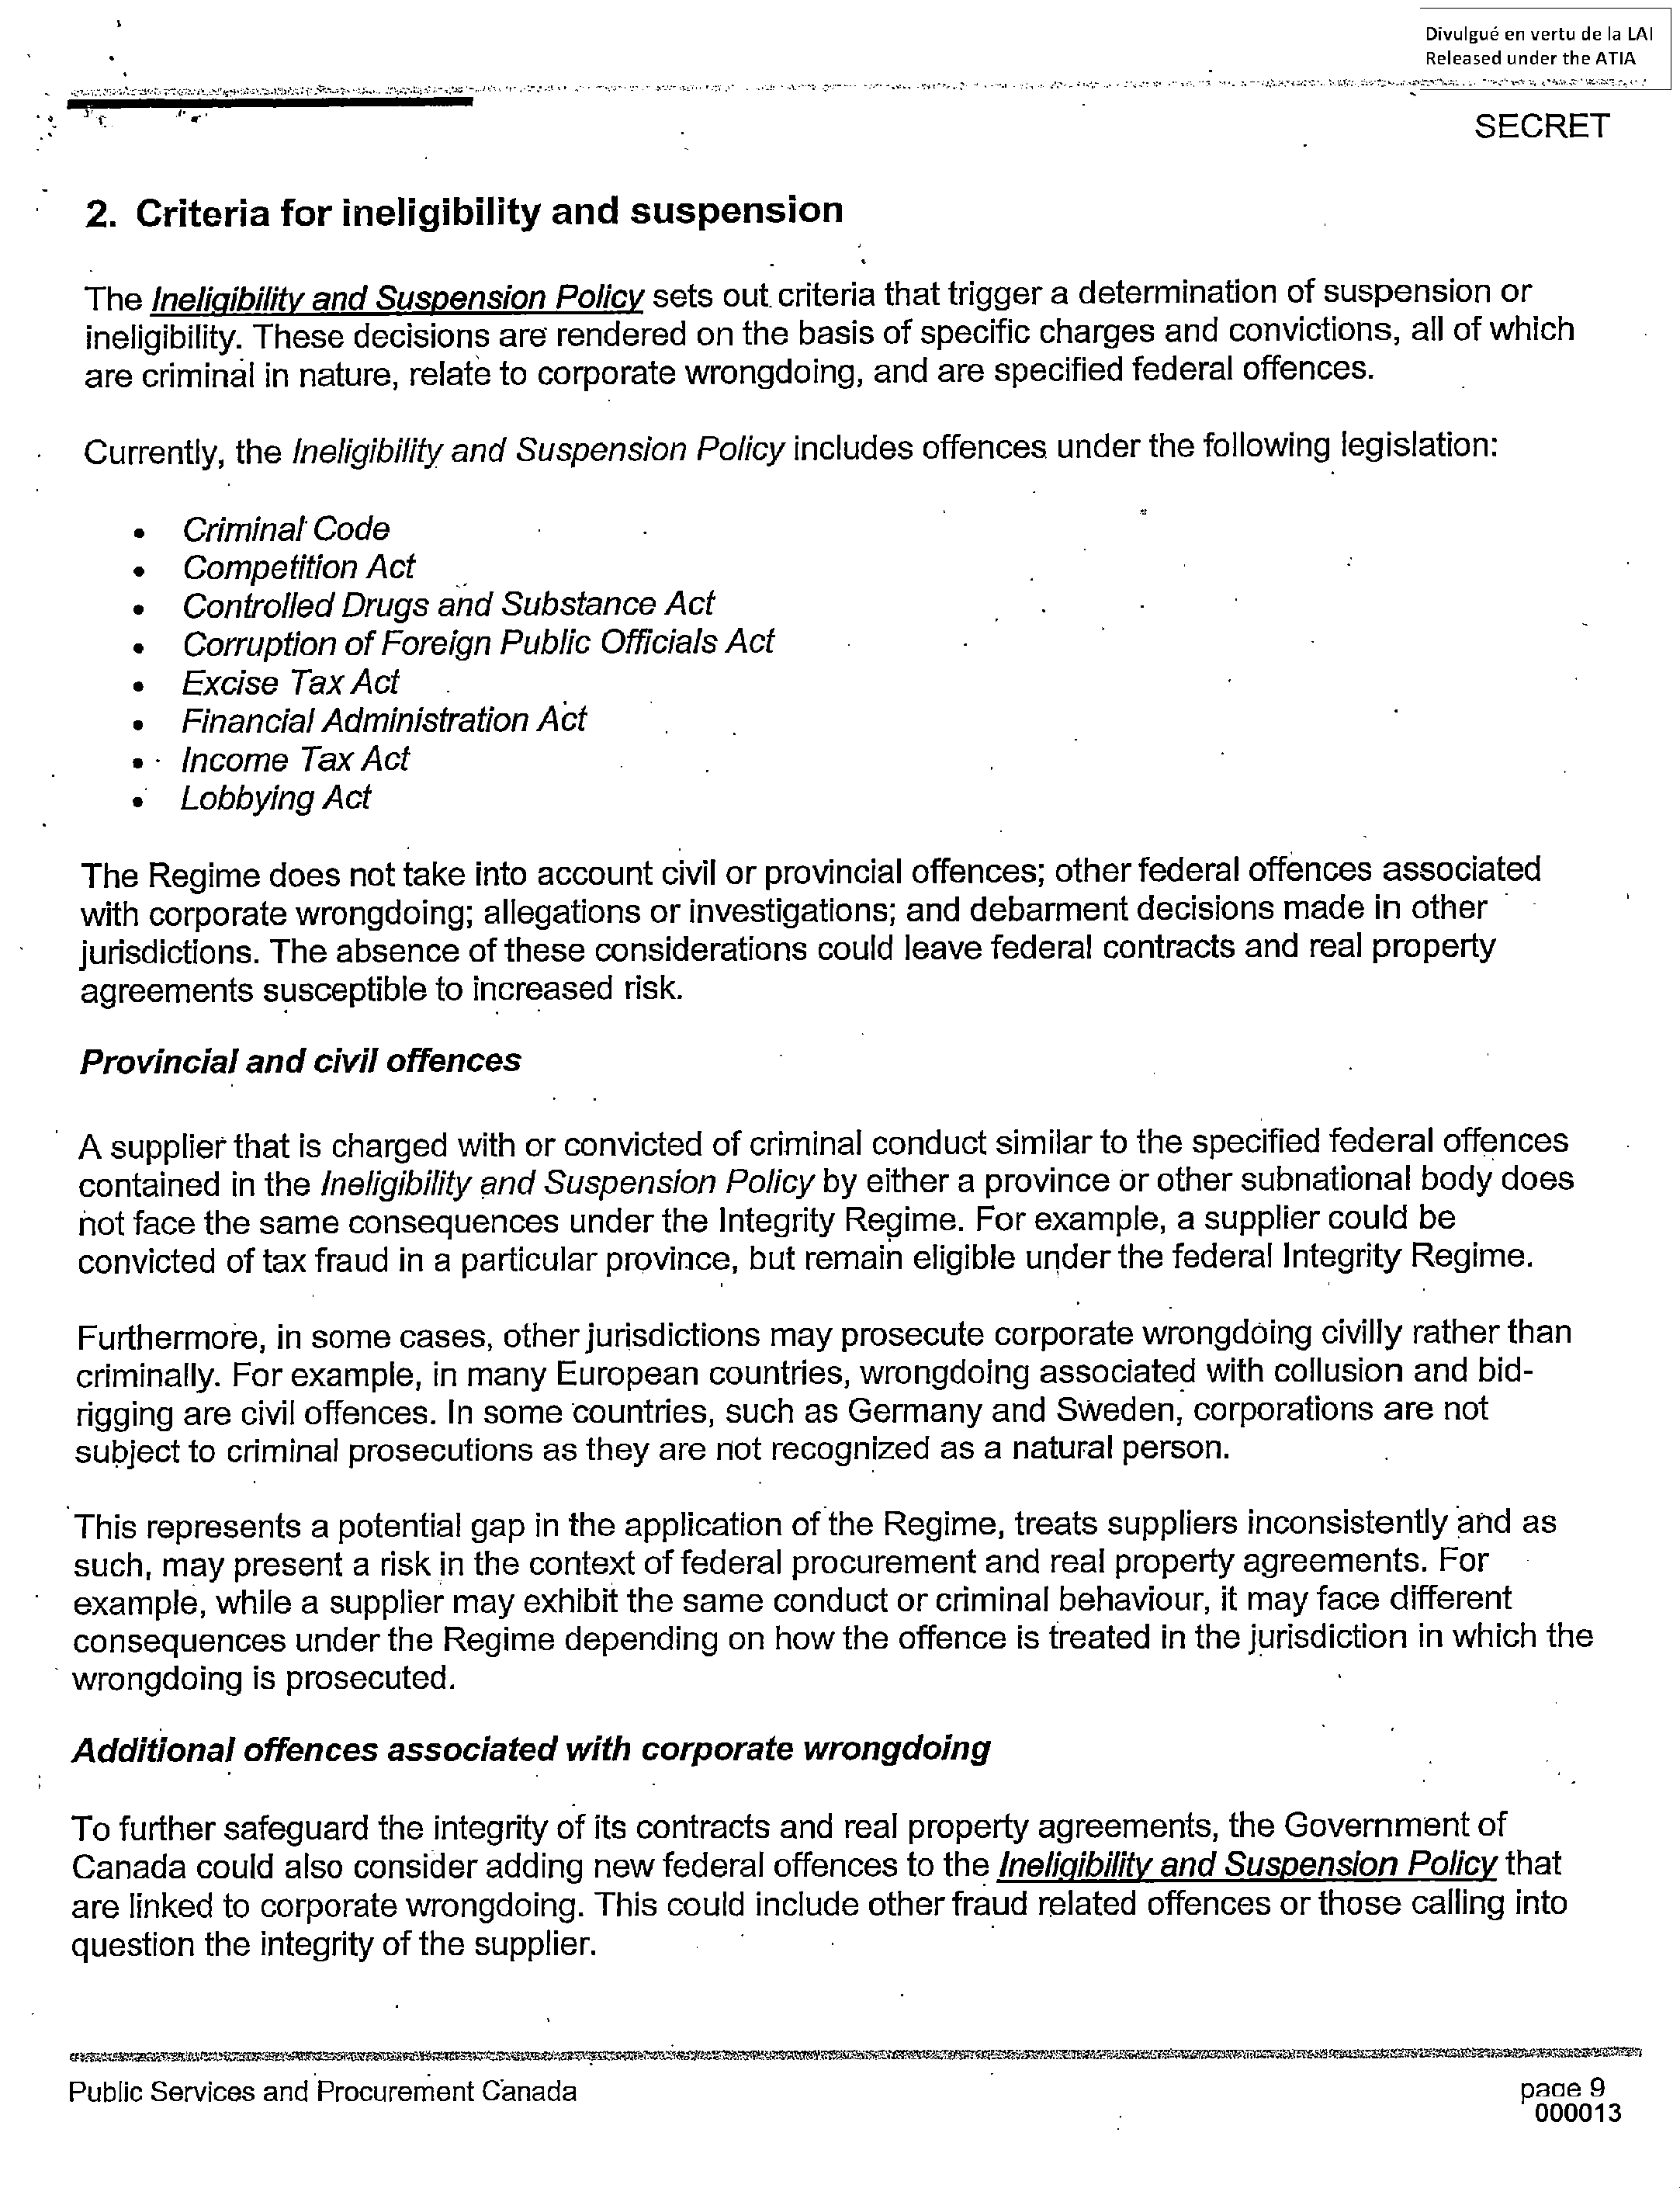 Divulgué en vertu de la LAI
Released under the ATIA
SECRET
2. Criteria for ineligibility and suspension
The Ineligibility and Suspension Policy sets out criteria that trigger a determination of suspension or
ineligibility. These decisions are rendered on the basis of specific charges and convictions, all of which
are criminal in nature, relate to corporate wrongdoing, and are specified federal offences.
Currently, the Ineligibility and Suspension Policy includes offences under the following legislation:
• Criminal Code
• Competition Act
• Controlled Drugs and Substance Act
• Corruption of Foreign Public Officials Act
• Excise Tax Act
• Financial Administration Act
• Income Tax Act
• Lobbying Act
The Regime does not take into account civil or provincial offences; other federal offences associated
with corporate wrongdoing; allegations or investigations; and debarment decisions made in other
jurisdictions. The absence of these considerations could leave federal contracts and real property
agreements susceptible to increased risk.
Provincial and civil offences
A supplier that is charged with or convicted of criminal conduct similar to the specified federal offences
contained in the Ineligibility and Suspension Policy by either a province or other subnational body does
not face the same consequences under the Integrity Regime. For example, a supplier could be
convicted of tax fraud in a particular province, but remain eligible under the federal Integrity Regime.
Furthermore, in some cases, other jurisdictions may prosecute corporate wrongdoing civilly rather than
criminally. For example, in many European countries, wrongdoing associated with collusion and bid-
rigging are civil offences. In some countries, such as Germany and Sweden, corporations are not
subject to criminal prosecutions as they are not recognized as a natural person.
This represents a potential gap in the application of the Regime, treats suppliers inconsistently and as
such, may present a risk in the context of federal procurement and real property agreements. For
example, while a supplier may exhibit the same conduct or criminal behaviour, it may face different
consequences under the Regime depending on how the offence is treated in the jurisdiction in which the
wrongdoing is prosecuted.
Additional offences associated with corporate wrongdoing
To further safeguard the integrity of its contracts and real property agreements, the Government of
Canada could also consider adding new federal offences to the Ineligibility and Suspension Policy that
are linked to corporate wrongdoing. This could include other fraud related offences or those calling into
question the integrity of the supplier.
Public Services and Procurement Canada
page 9
000013